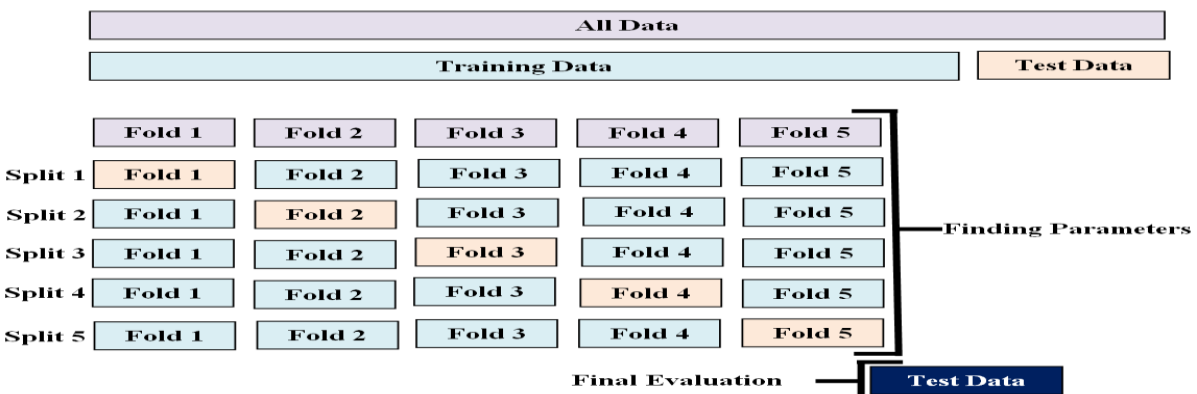 All Data
Training Data Test Data
Fold 1 Fold 2 Fold 3 Fold 4 Fold 5
Split 1 Fold 1 Fold 2 Fold 3 Fold 4 Fold 5
Split 2 Fold 1 Fold 2 Fold 3 Fold 4 Fold 5
Finding Parameters
Split 3 Fold 1 Fold 2 Fold 3 Fold 4 Fold 5
Split 4 Fold 1 Fold 2 Fold 3 Fold 4 Fold 5
Split 5 Fold 1 Fold 2 Fold 3 Fold 4 Fold 5
Final Evaluation Test Data